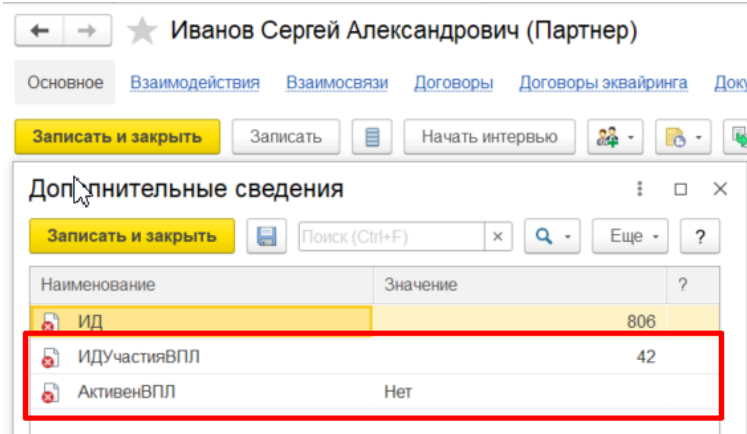 Иванов Сергей Александрович (Партнер)
Основное Взаимодействия Взаимосвязи Договоры Договоры эквайринга Доку
Записать и закрыть Записать Начать интервью
Дополнительные сведения
Записать и закрыть Поиск (Ctrl+F) × Еще ?
Наименование Значение ?
ИД 806
ИДУчастияВПЛ 42
АктивенВПЛ Нет